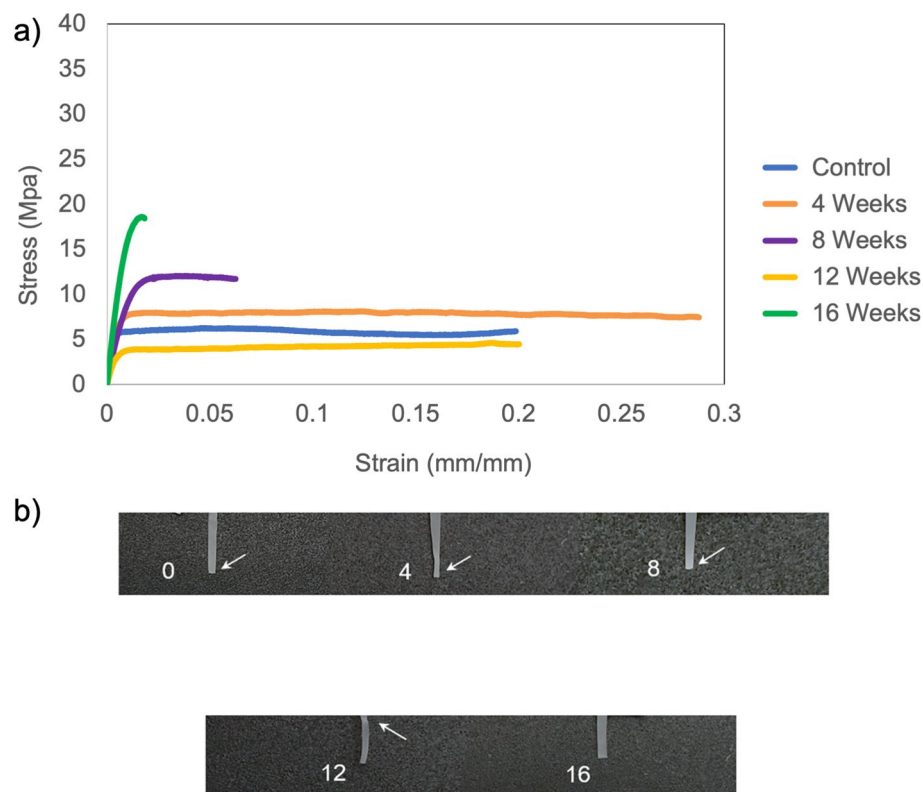 a)
40
35
30
25
20
15
10
5
0
Stress (Mpa)
0 0.05 0.1 0.15 0.2 0.25 0.3
Strain (mm/mm)
Control
4 Weeks
8 Weeks
12 Weeks
16 Weeks
b)
0 4 8
12 16